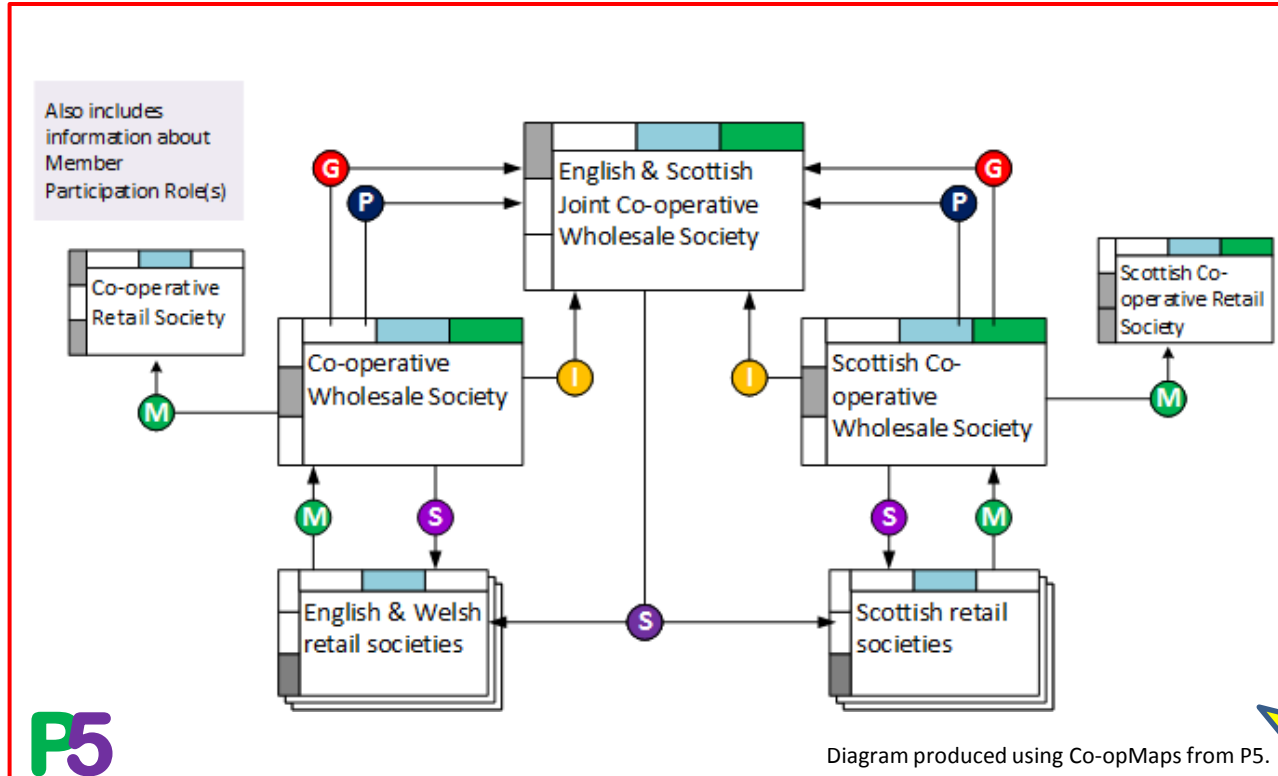 Also includes
information about
Member
Participation Role(s)
G
P
English & Scottish
Joint Co-operative
Wholesale Society
G
P
Co-operative
Retail Society
Scottish Co-
operative Retail
Society
Co-operative
Wholesale Society
I
I
Scottish Co-
operative
Wholesale Society
M
M
M
S
S
M
English & Welsh
retail societies
S
Scottish retail
societies
P5
Diagram produced using Co-opMaps from P5.